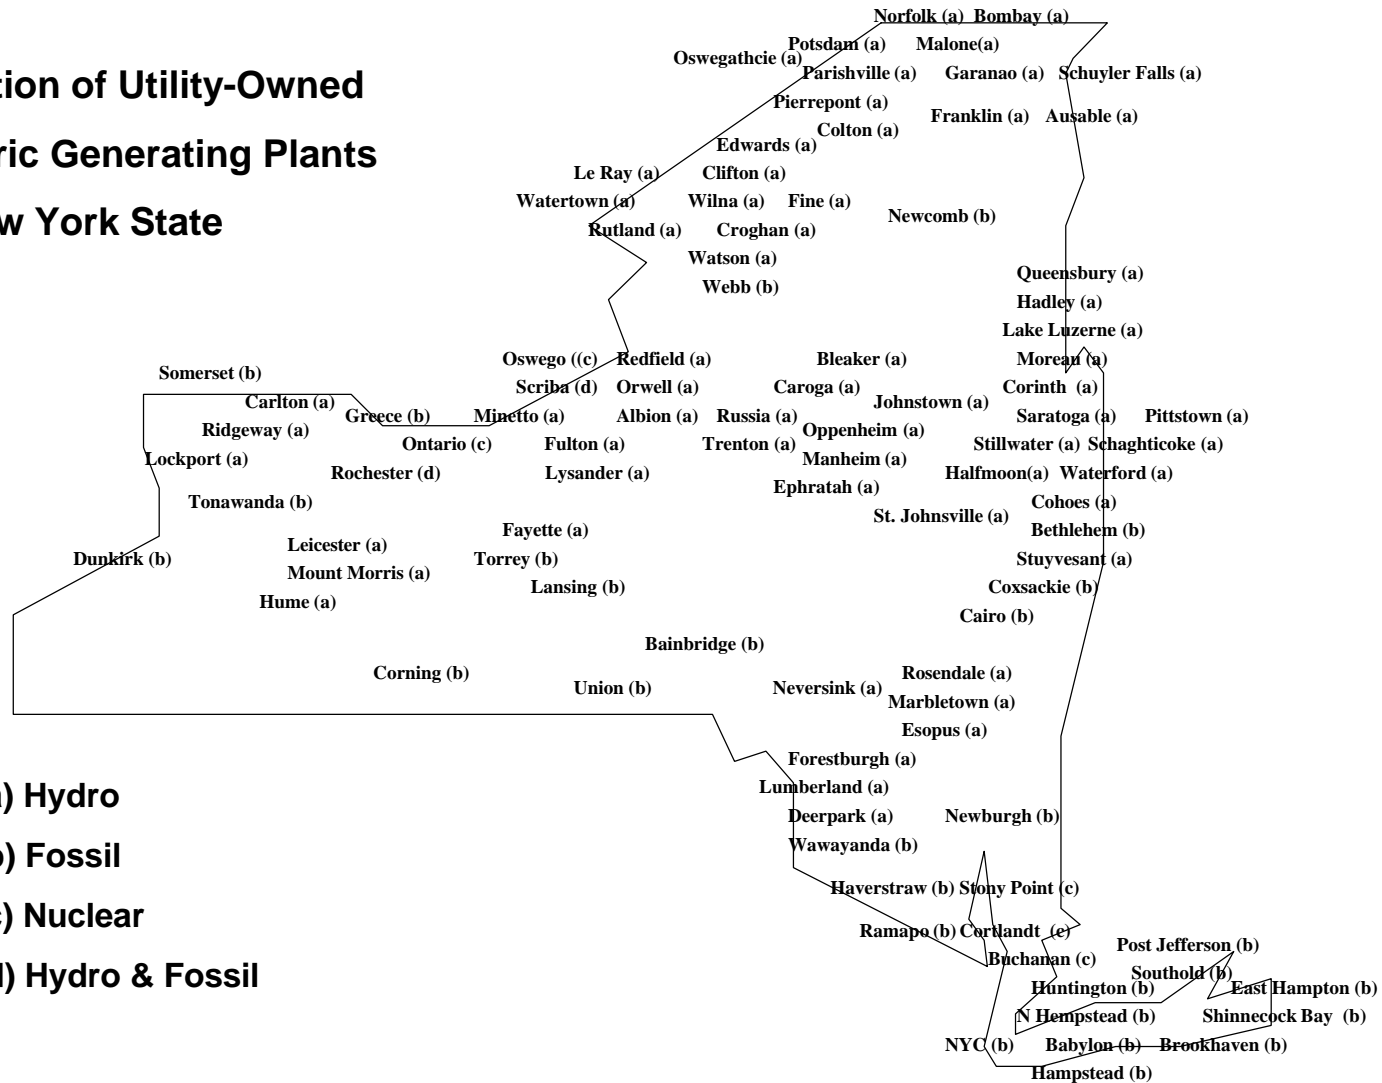 Norfolk (a) Bombay (a)
Potsdam (a) Malone(a)
Oswegathcie (a)
tion of Utility-Owned
Parishville (a) Garanao (a) Schuyler Falls (a)
Pierrepont (a)
Franklin (a) Ausable (a)
Colton (a)
ric Generating Plants
Edwards (a)
Le Ray (a) Clifton (a)
Watertown (a) Wilna (a) Fine (a)
w York State
Newcomb (b)
Rutland (a) Croghan (a)
Watson (a)
Queensbury (a)
Webb (b)
Hadley (a)
Lake Luzerne (a)
Oswego ((c) Redfield (a) Bleaker (a) Moreau (a)
Somerset (b)
Scriba (d) Orwell (a) Caroga (a) Corinth (a)
Carlton (a) Johnstown (a)
Greece (b) Minetto (a) Albion (a) Russia (a) Saratoga (a) Pittstown (a)
Ridgeway (a) Oppenheim (a)
Ontario (c) Fulton (a) Trenton (a) Stillwater (a) Schaghticoke (a)
Lockport (a) Manheim (a)
Rochester (d) Lysander (a) Halfmoon(a) Waterford (a)
Ephratah (a)
Tonawanda (b) Cohoes (a)
St. Johnsville (a)
Fayette (a) Bethlehem (b)
Leicester (a)
Dunkirk (b) Torrey (b) Stuyvesant (a)
Mount Morris (a)
Lansing (b) Coxsackie (b)
Hume (a)
Cairo (b)
Bainbridge (b)
Corning (b) Rosendale (a)
Union (b) Neversink (a)
Marbletown (a)
Esopus (a)
Forestburgh (a)
Lumberland (a)
) Hydro
Deerpark (a) Newburgh (b)
Wawayanda (b)
) Fossil
Haverstraw (b) Stony Point (c)
) Nuclear
Ramapo (b) Cortlandt (c)
Post Jefferson (b)
Buchanan (c)
Southold (b)
) Hydro & Fossil
Huntington (b) East Hampton (b)
N Hempstead (b) Shinnecock Bay (b)
NYC (b) Babylon (b) Brookhaven (b)
Hampstead (b)